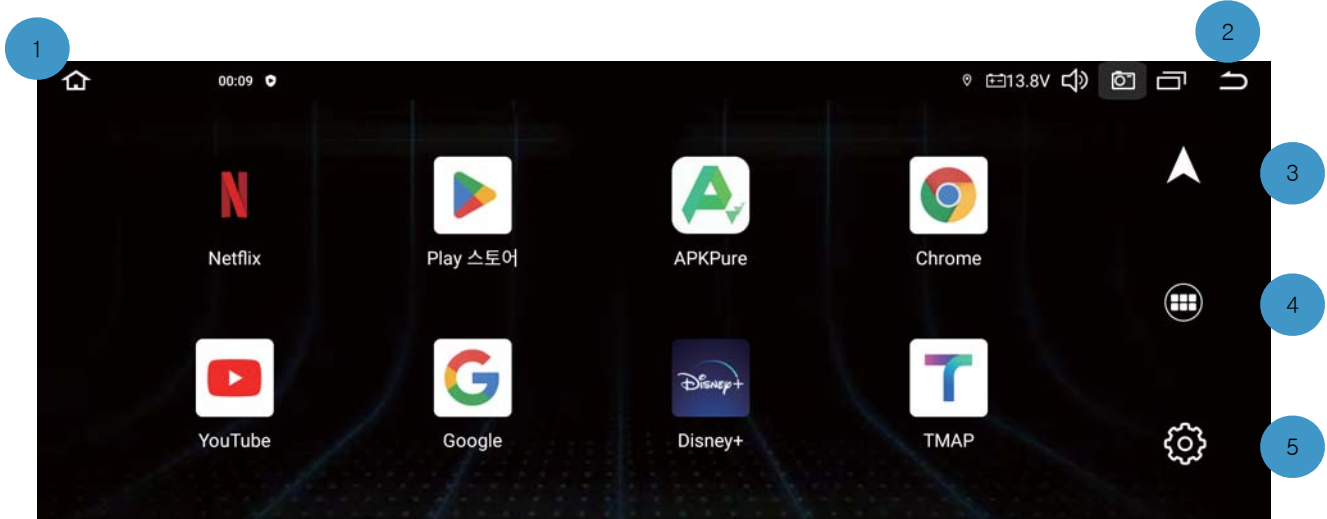 1
2
00:09
13.8V
3
N
Netflix
Play 스토어
APKPure
Chrome
4
Disney+
YouTube
Google
Disney+
TMAP
5